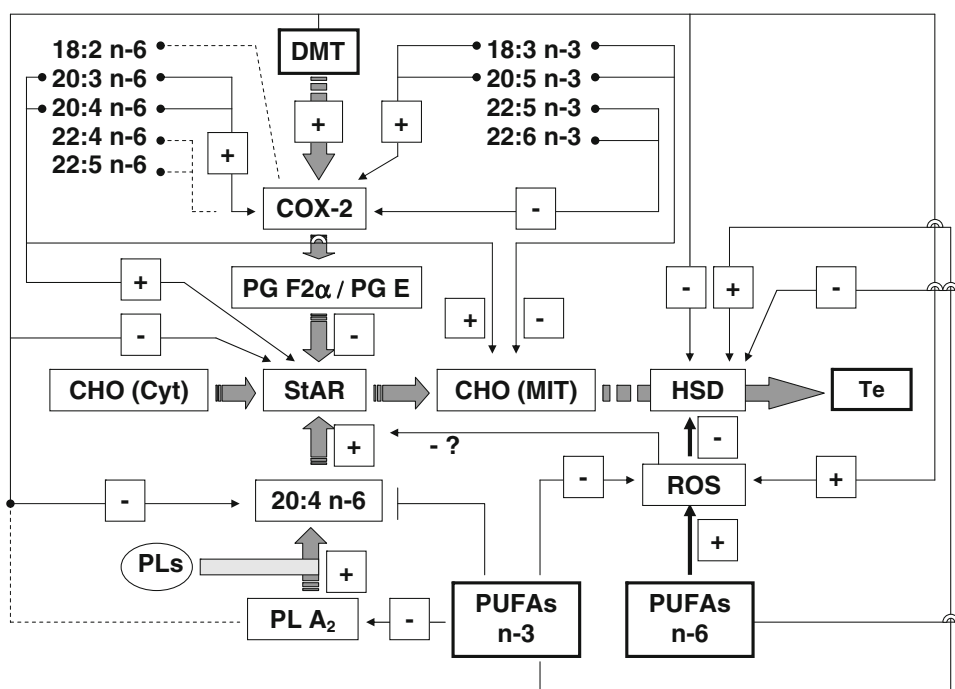 DMT
18:2 n-6
20:3 n-6
20:4 n-6
22:4 n-6
22:5 n-6
18:3 n-3
20:5 n-3
22:5 n-3
22:6 n-3
+
+
+
COX-2
-
PG F2α / PG E
+
-
-
+
-
+
-
-
-
CHO (Cyt)
StAR
CHO (MIT)
HSD
Te
+
- ?
-
-
20:4 n-6
-
ROS
+
PLs
+
+
PL A₂
-
PUFAs
n-3
PUFAs
n-6